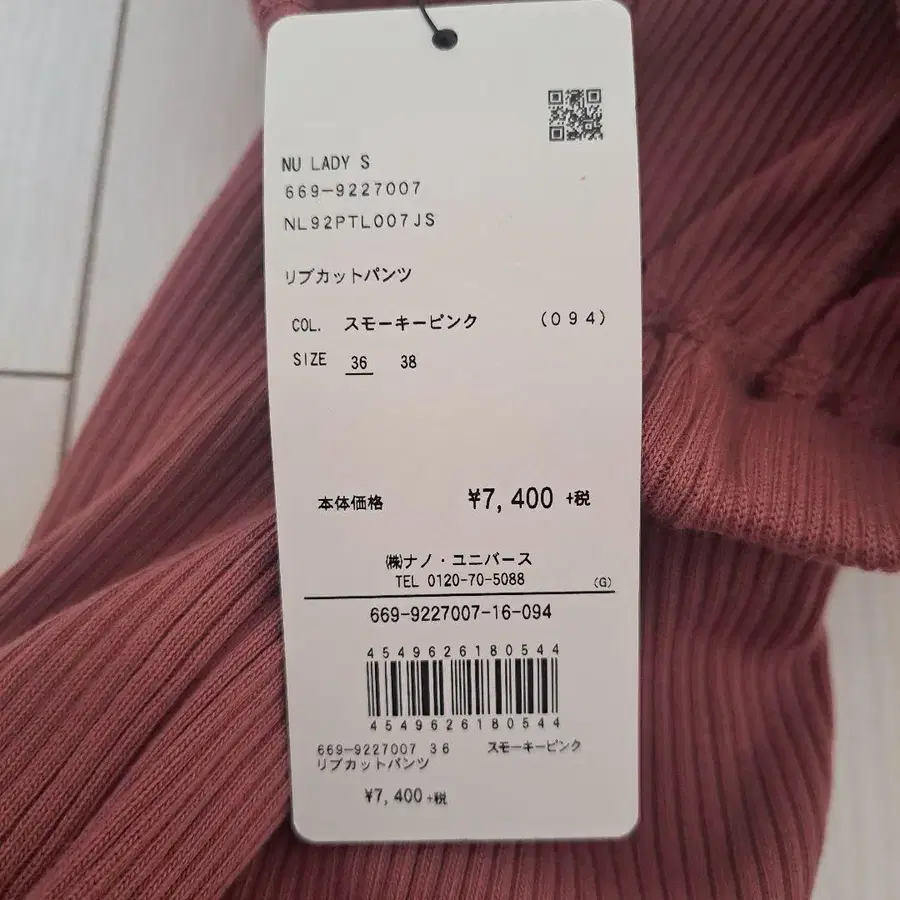 NU LADY S
669-9227007
NL92PTL007JS
リブカットパンツ
COL. スモーキーピンク (094)
SIZE 36 38
本体価格 ¥7,400 +税
㈱ナノ・ユニバース
TEL 0120-70-5088 (G)
669-9227007-16-094
4549626180544
4549626180544
669-9227007 36 スモーキーピンク
リブカットパンツ
¥7,400+税